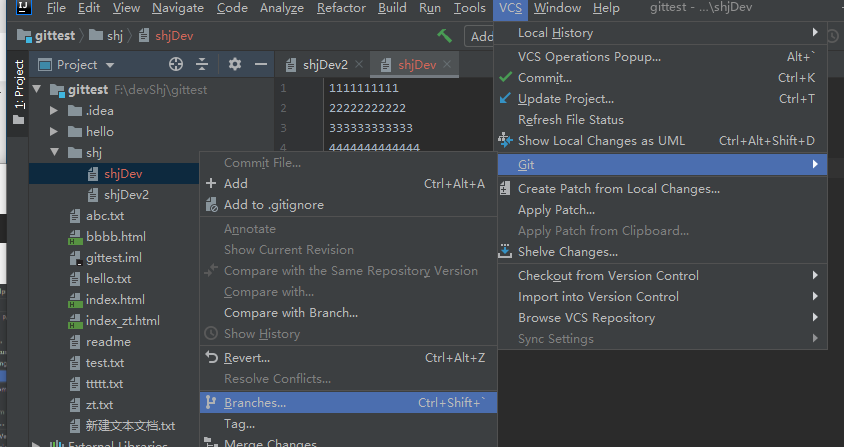 File Edit View Navigate Code Analyze Refactor Build Run Tools VCS Window Help gittest - ...\shjDev
gittest shj shjDev Add
1: Project
Project
shjDev2 shjDev
gittest F:\devShj\gittest
.idea
hello
shj
shjDev
shjDev2
abc.txt
bbbb.html
gittest.iml
hello.txt
index.html
index_zt.html
readme
test.txt
ttttt.txt
zt.txt
新建文本文档.txt
External Libraries
1 1111111111
2 22222222222
3 333333333333
4 4444444444444
Commit File...
Add Ctrl+Alt+A
Add to .gitignore
Annotate
Show Current Revision
Compare with the Same Repository Version
Compare with...
Compare with Branch...
Show History
Revert... Ctrl+Alt+Z
Resolve Conflicts...
Branches... Ctrl+Shift+`
Tag...
Merge Changes
Local History
VCS Operations Popup... Alt+`
Commit... Ctrl+K
Update Project... Ctrl+T
Refresh File Status
Show Local Changes as UML Ctrl+Alt+Shift+D
Git
Create Patch from Local Changes...
Apply Patch...
Apply Patch from Clipboard...
Shelve Changes...
Checkout from Version Control
Import into Version Control
Browse VCS Repository
Sync Settings